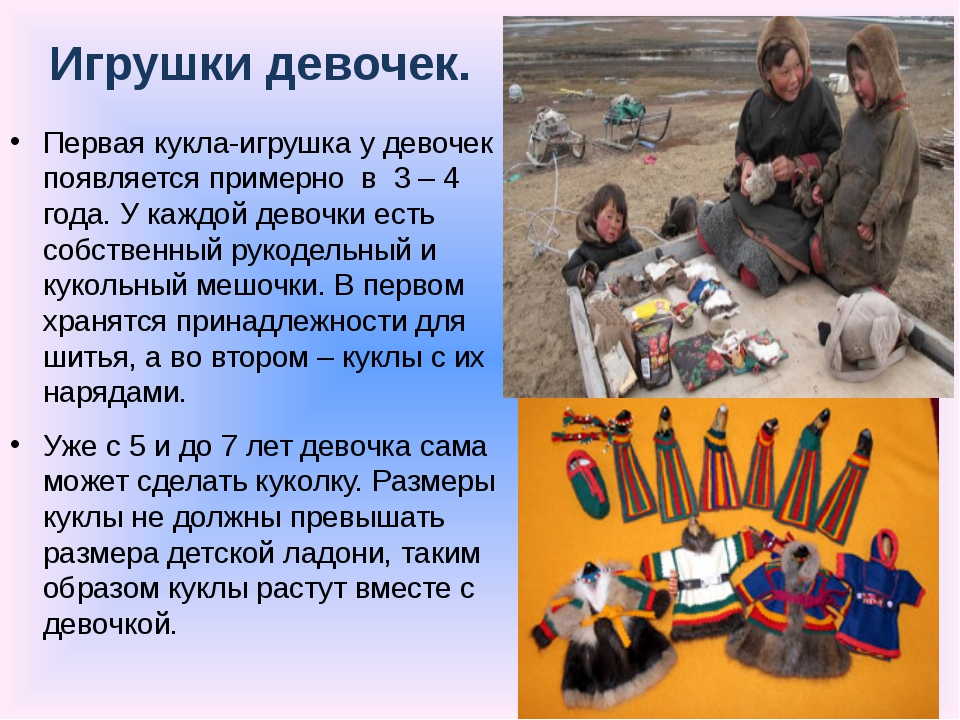 Игрушки девочек.
• Первая кукла-игрушка у девочек
появляется примерно в 3 – 4
года. У каждой девочки есть
собственный рукодельный и
кукольный мешочки. В первом
хранятся принадлежности для
шитья, а во втором – куклы с их
нарядами.
• Уже с 5 и до 7 лет девочка сама
может сделать куколку. Размеры
куклы не должны превышать
размера детской ладони, таким
образом куклы растут вместе с
девочкой.